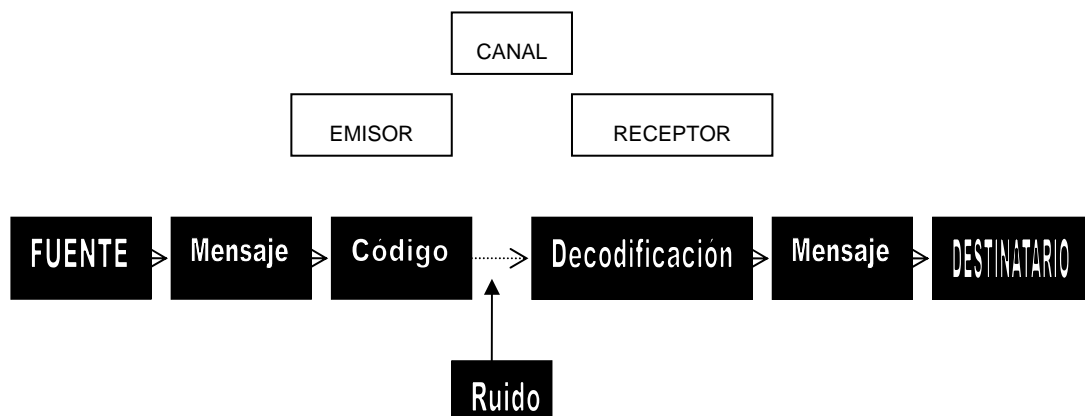 CANAL
EMISOR RECEPTOR
FUENTE Mensaje Código Decodificación Mensaje DESTINATARIO
Ruido